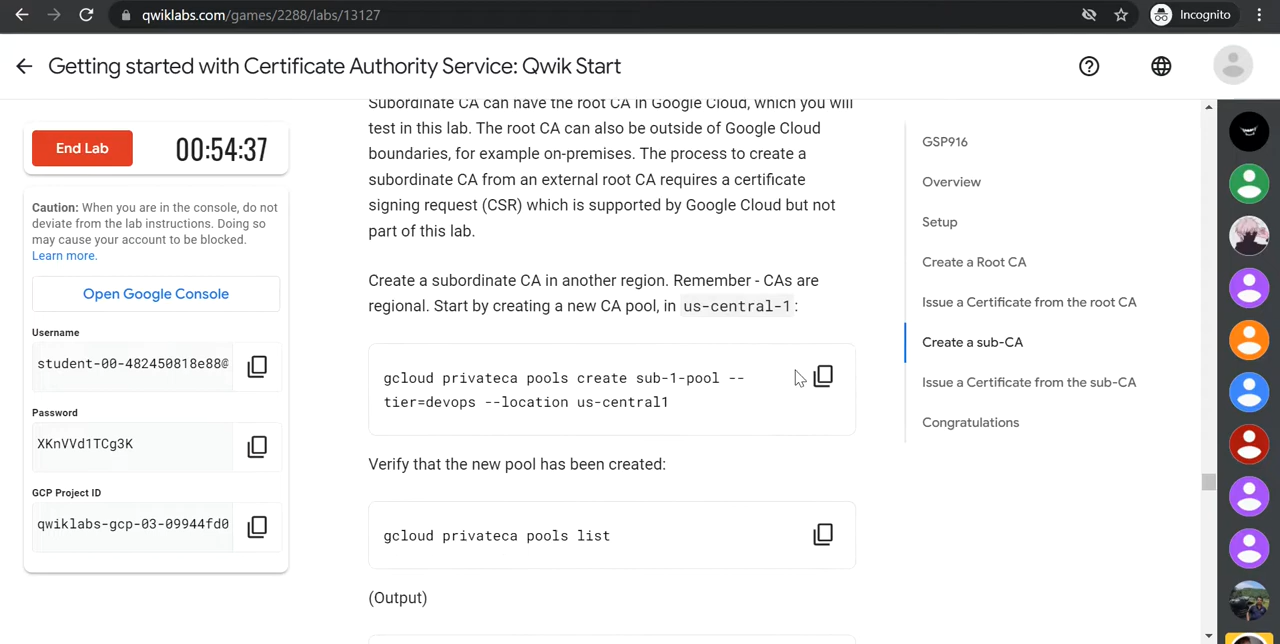 qwiklabs.com/games/2288/labs/13127
Incognito
Getting started with Certificate Authority Service: Qwik Start
End Lab
00:54:37
Caution: When you are in the console, do not
deviate from the lab instructions. Doing so
may cause your account to be blocked.
Learn more.
Open Google Console
Username
student-00-482450818e88@
Password
XKnVVd1TCg3K
GCP Project ID
qwiklabs-gcp-03-09944fd0
Subordinate CA can have the root CA in Google Cloud, which you will
test in this lab. The root CA can also be outside of Google Cloud
boundaries, for example on-premises. The process to create a
subordinate CA from an external root CA requires a certificate
signing request (CSR) which is supported by Google Cloud but not
part of this lab.
Create a subordinate CA in another region. Remember - CAs are
regional. Start by creating a new CA pool, in us-central-1:
gcloud privateca pools create sub-1-pool --
tier=devops --location us-central1
Verify that the new pool has been created:
gcloud privateca pools list
(Output)
GSP916
Overview
Setup
Create a Root CA
Issue a Certificate from the root CA
Create a sub-CA
Issue a Certificate from the sub-CA
Congratulations